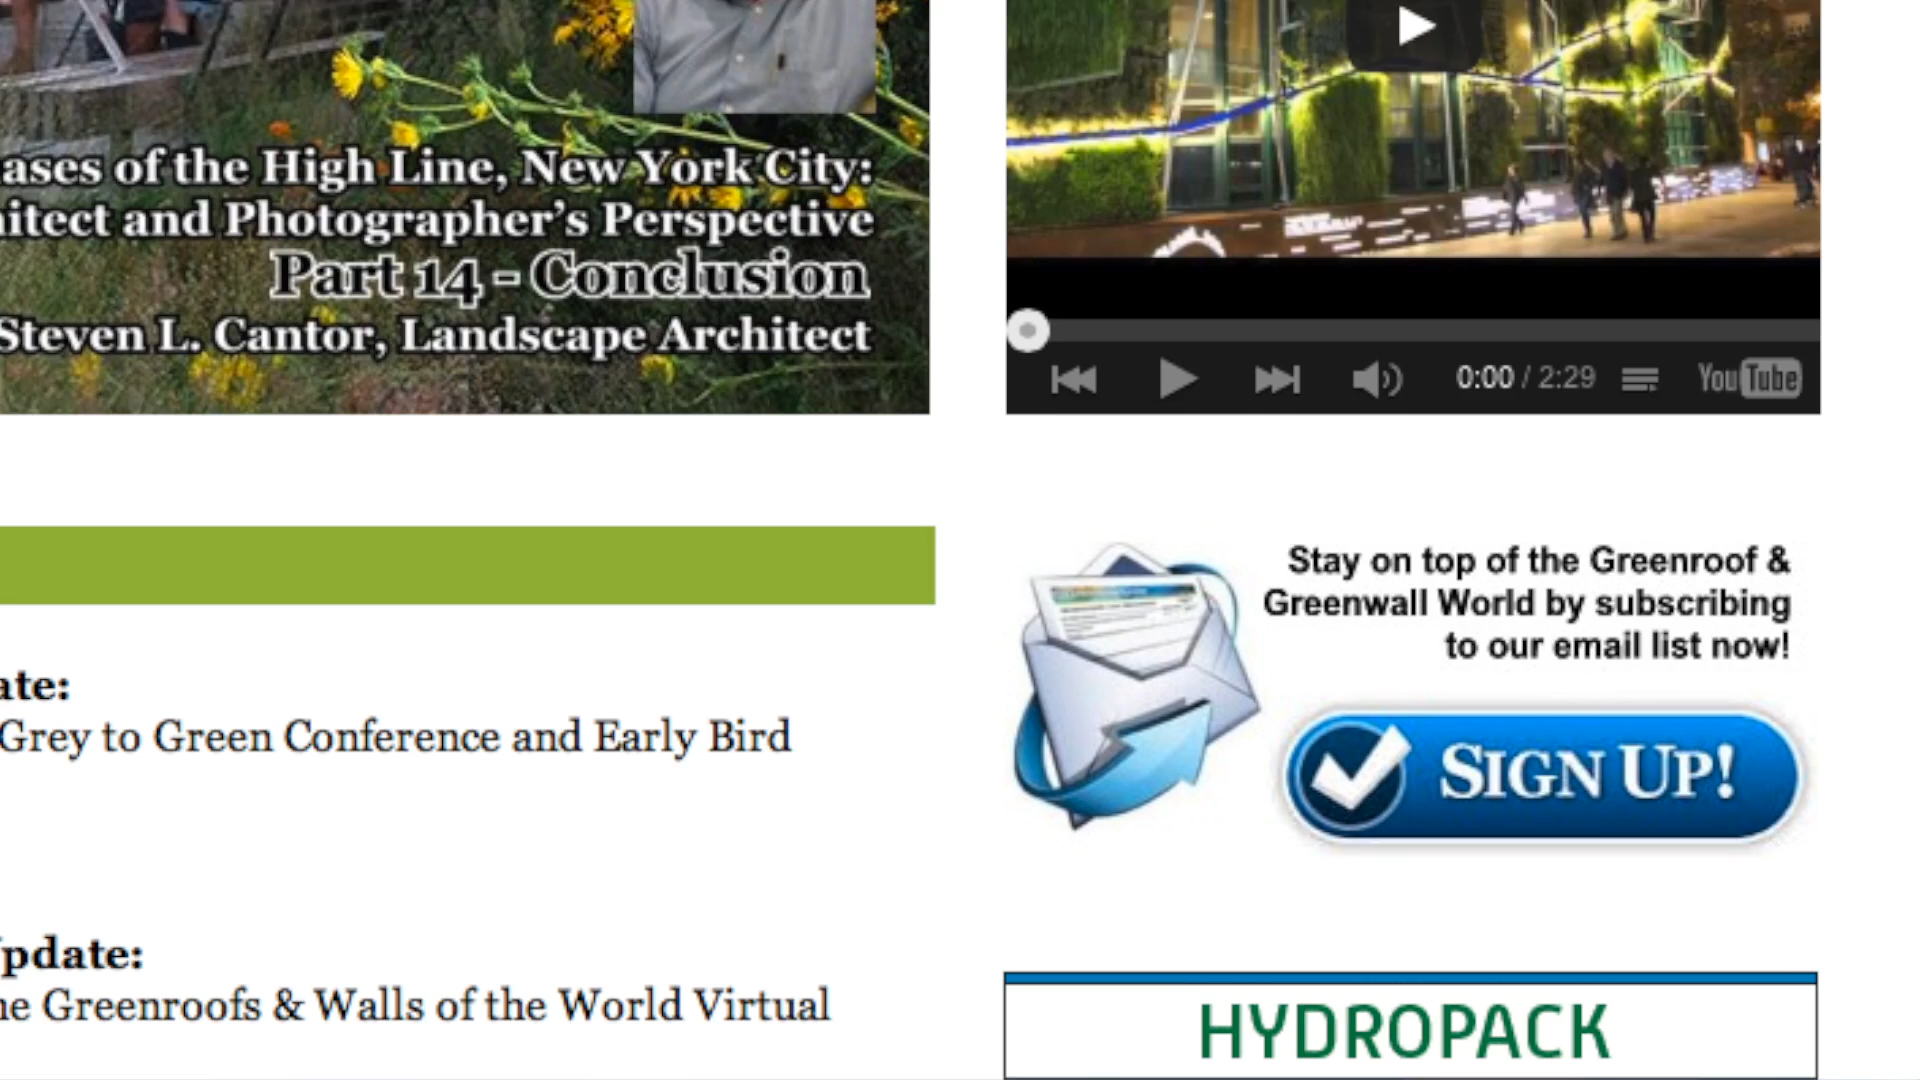 ases of the High Line, New York City:
itect and Photographer's Perspective
Part 14 - Conclusion
Steven L. Cantor, Landscape Architect
0:00 / 2:29
YouTube
Stay on top of the Greenroof &
Greenwall World by subscribing
to our email list now!
SIGN UP!
ate:
Grey to Green Conference and Early Bird
pdate:
he Greenroofs & Walls of the World Virtual
HYDROPACK